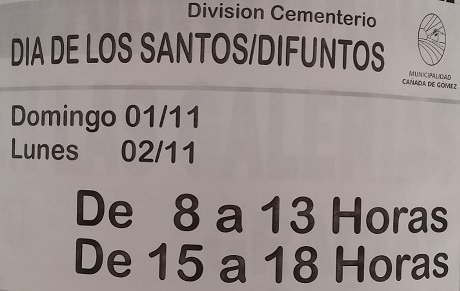 Division Cementerio
DIA DE LOS SANTOS/DIFUNTOS
MUNICIPALIDAD
CAÑADA DE GÓMEZ
Domingo 01/11
Lunes 02/11
De 8 a 13 Horas
De 15 a 18 Horas